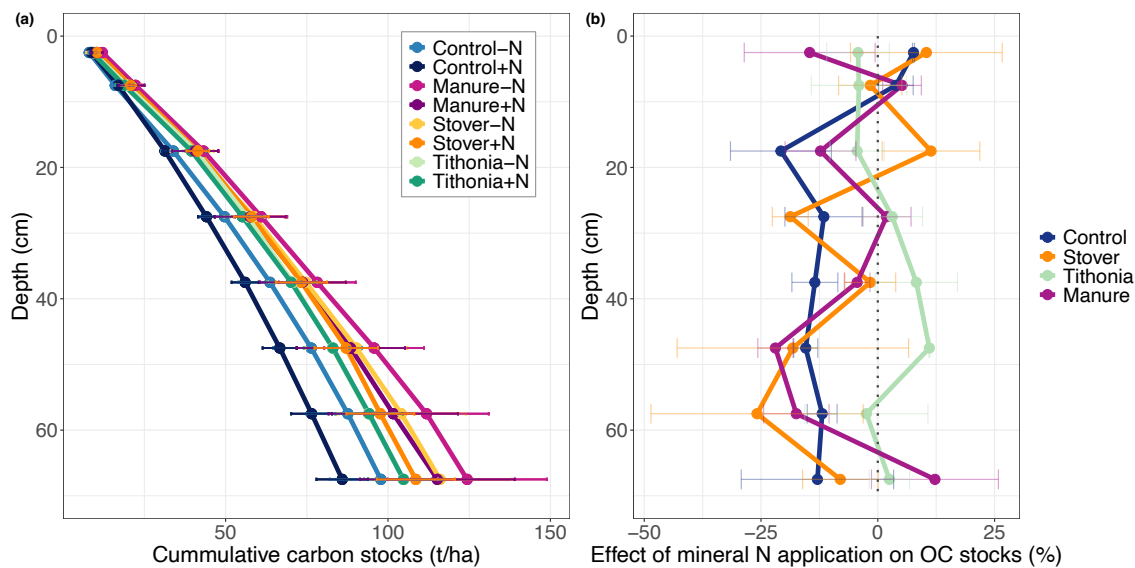 (a)
Depth (cm)
0
20
40
60
Control−N
Control+N
Manure−N
Manure+N
Stover−N
Stover+N
Tithonia−N
Tithonia+N
50
100
150
Cummulative carbon stocks (t/ha)
(b)
Depth (cm)
0
20
40
60
−50
−25
0
25
Effect of mineral N application on OC stocks (%)
Control
Stover
Tithonia
Manure